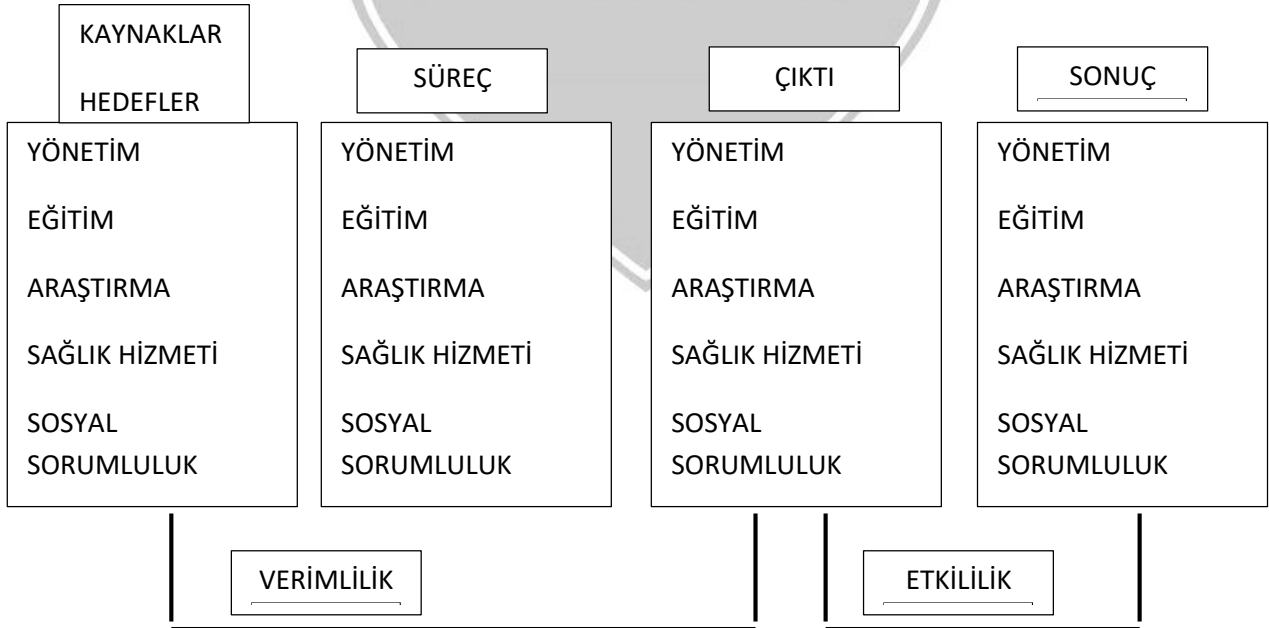 KAYNAKLAR
HEDEFLER
SÜREÇ
ÇIKTI
SONUÇ
YÖNETİM
EĞİTİM
ARAŞTIRMA
SAĞLIK HİZMETİ
SOSYAL
SORUMLULUK
YÖNETİM
EĞİTİM
ARAŞTIRMA
SAĞLIK HİZMETİ
SOSYAL
SORUMLULUK
YÖNETİM
EĞİTİM
ARAŞTIRMA
SAĞLIK HİZMETİ
SOSYAL
SORUMLULUK
YÖNETİM
EĞİTİM
ARAŞTIRMA
SAĞLIK HİZMETİ
SOSYAL
SORUMLULUK
VERİMLİLİK
ETKİLİLİK